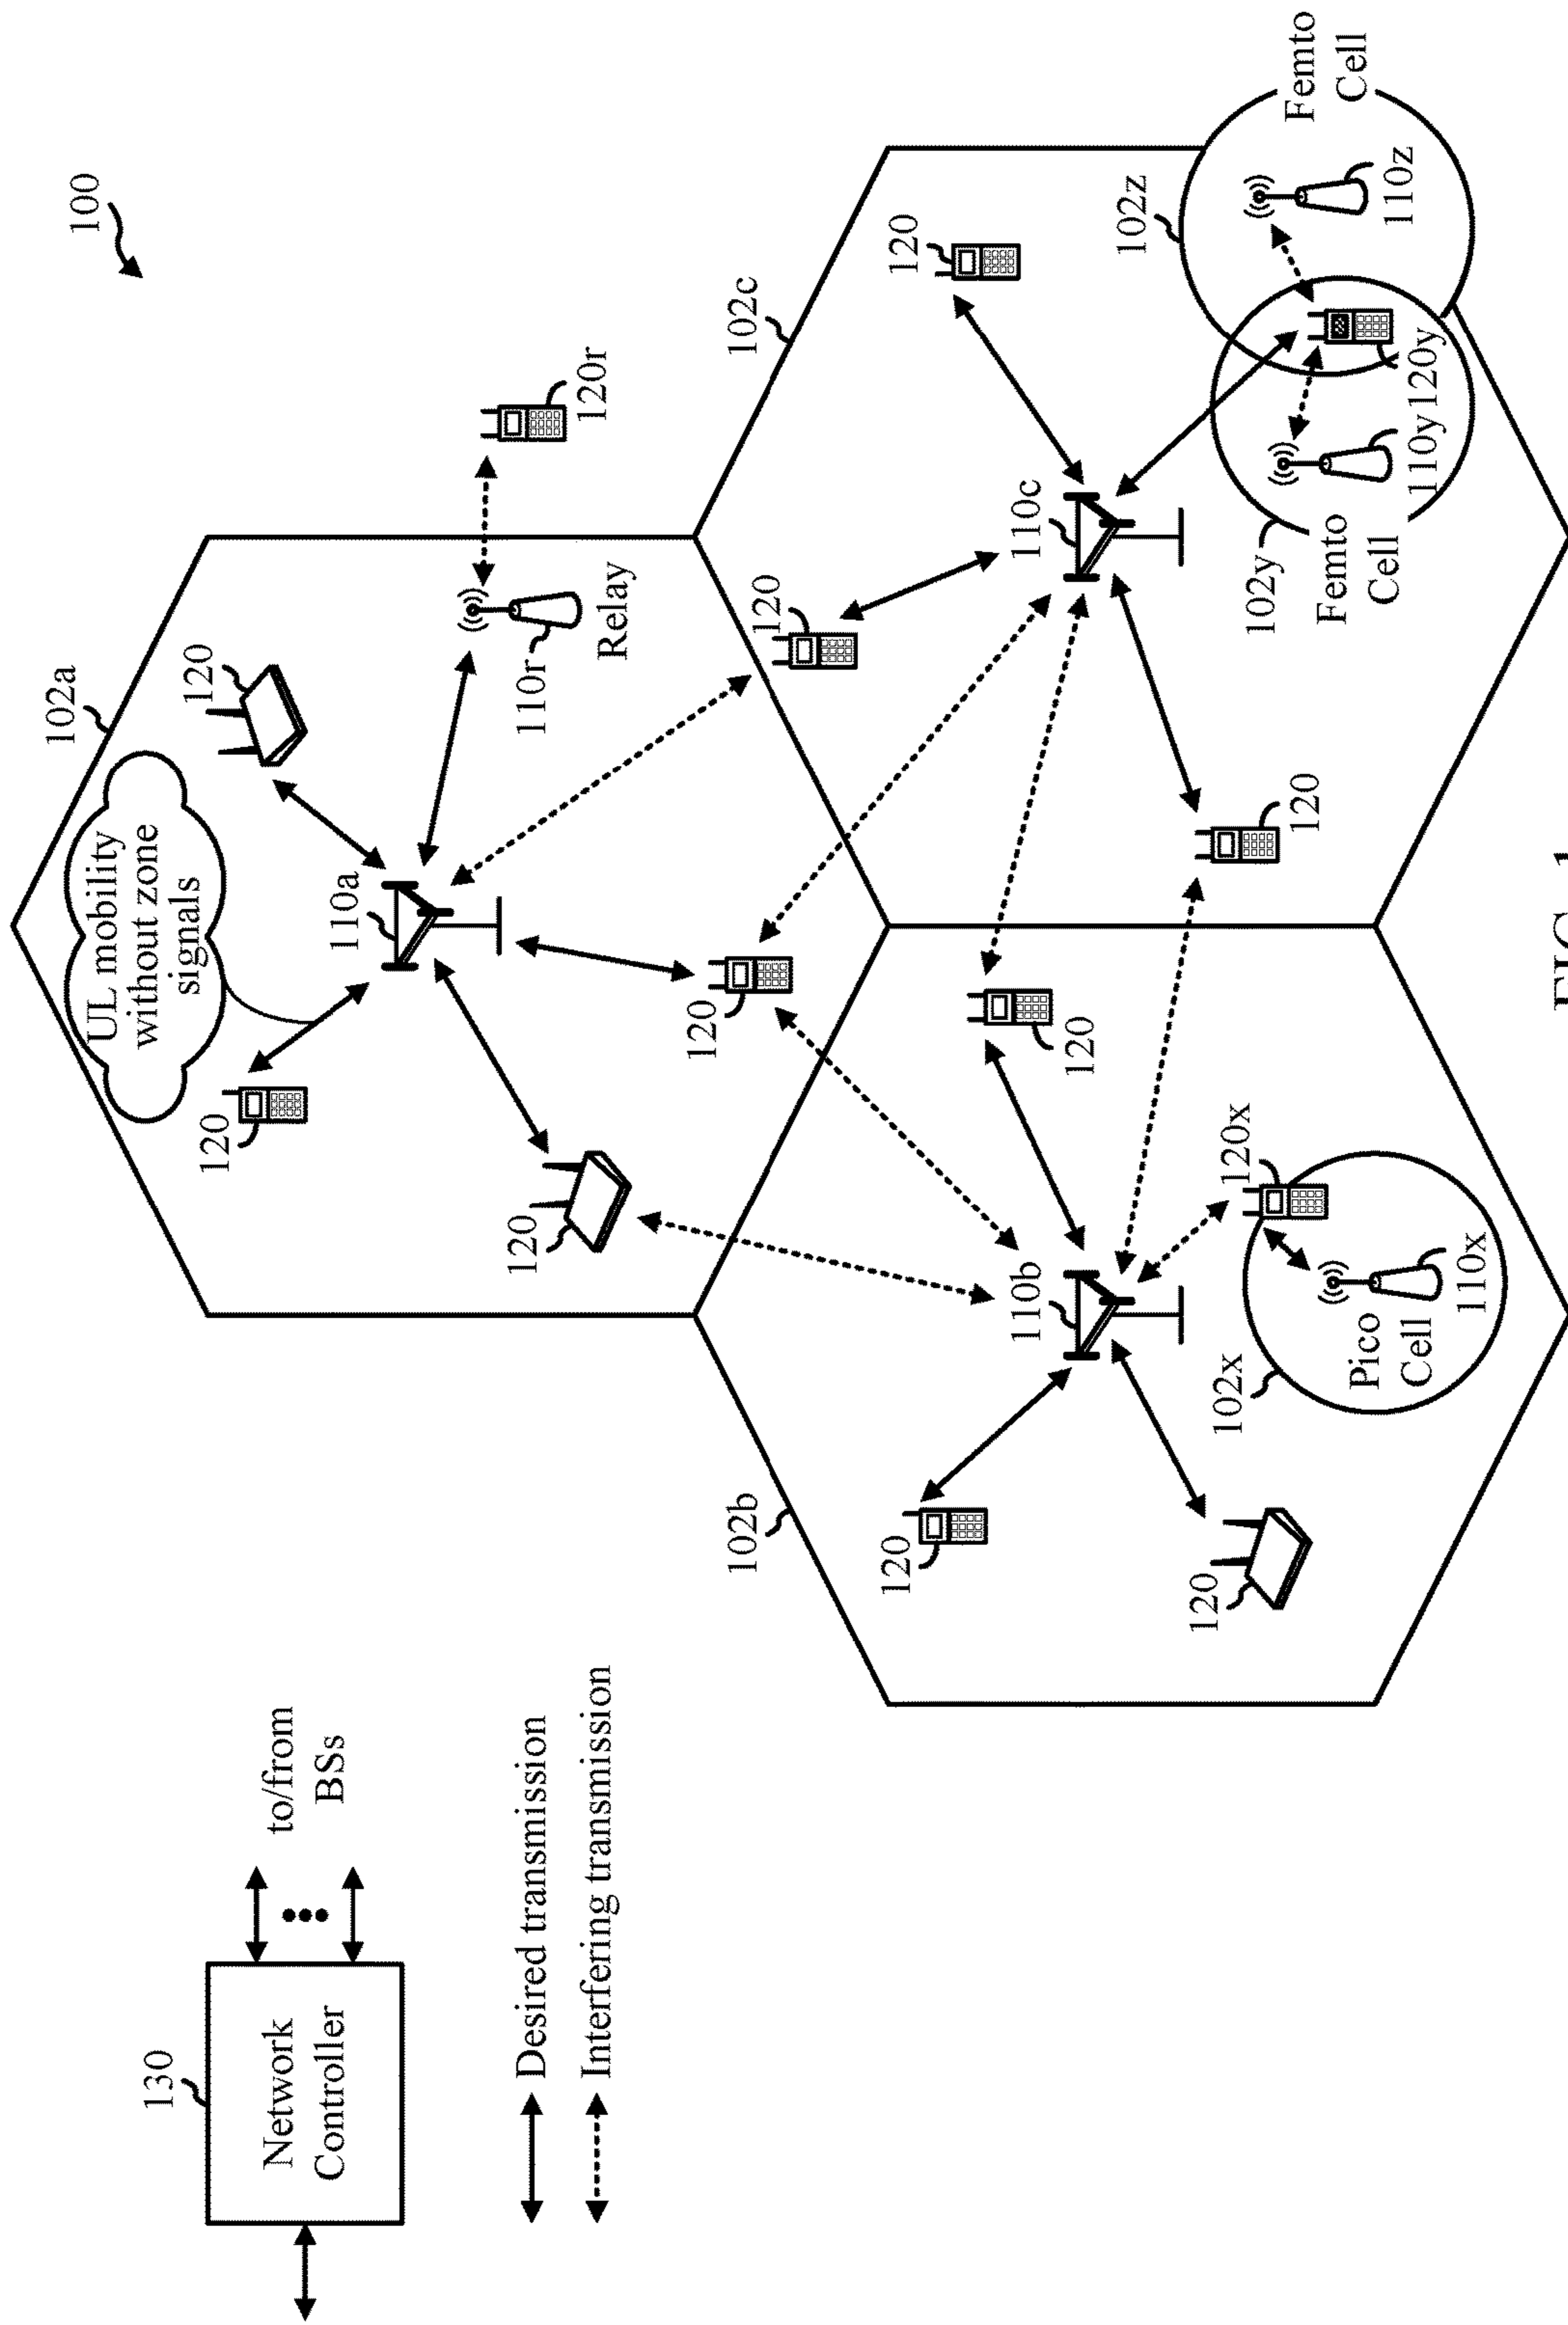 100
130
Network
Controller
to/from
BSs
Desired transmission
Interfering transmission
102a
UL mobility
without zone
signals
120
120
110a
120
110r
Relay
120r
120
102b
120
102c
120
120
110b
120
110c
120
120
120x
102x
Pico
Cell
110x
120
102y
Femto
Cell
110y
120y
102z
110z
Femto
Cell